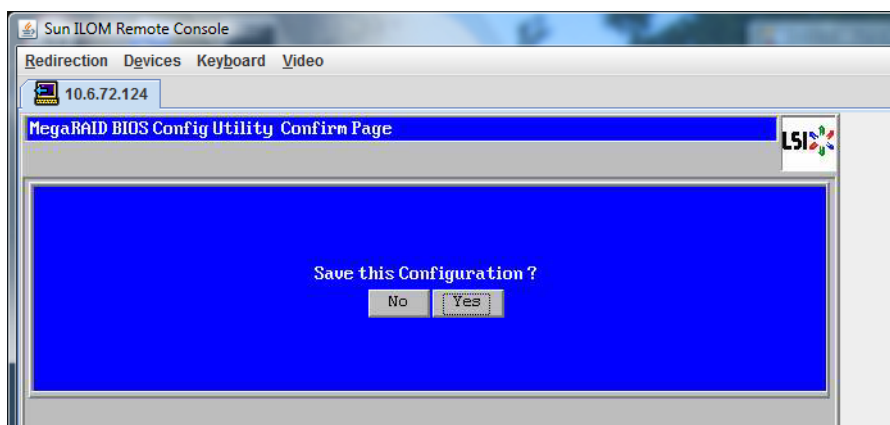 Sun ILOM Remote Console
Redirection Devices Keyboard Video
10.6.72.124
MegaRAID BIOS Config Utility Confirm Page
LSI
Save this Configuration ?
No Yes